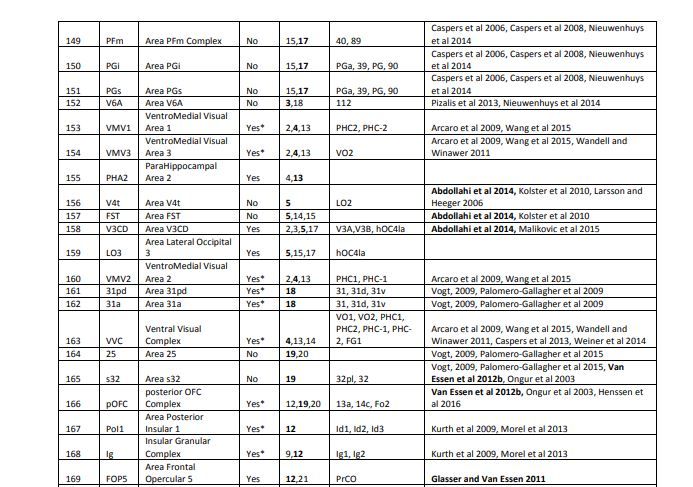 Caspers et al 2006, Caspers et al 2008, Nieuwenhuys
149 PFm Area PFm Complex No 15,17 40, 89 et al 2014
Caspers et al 2006, Caspers et al 2008, Nieuwenhuys
150 PGi Area PGi No 15,17 PGa, 39, PG, 90 et al 2014
Caspers et al 2006, Caspers et al 2008, Nieuwenhuys
151 PGs Area PGs No 15,17 PGa, 39, PG, 90 et al 2014
152 V6A Area V6A No 3,18 112 Pizalis et al 2013, Nieuwenhuys et al 2014
VentroMedial Visual
153 VMV1 Area 1 Yes* 2,4,13 PHC2, PHC-2 Arcaro et al 2009, Wang et al 2015
VentroMedial Visual Arcaro et al 2009, Wang et al 2015, Wandell and
154 VMV3 Area 3 Yes* 2,4,13 VO2 Winawer 2011
ParaHippocampal
155 PHA2 Area 2 Yes 4,13
Abdollahi et al 2014, Kolster et al 2010, Larsson and
156 V4t Area V4t No 5 LO2 Heeger 2006
157 FST Area FST No 5,14,15 Abdollahi et al 2014, Kolster et al 2010
158 V3CD Area V3CD Yes 2,3,5,17 V3A,V3B, hOC4la Abdollahi et al 2014, Malikovic et al 2015
Area Lateral Occipital
159 LO3 3 Yes 5,15,17 hOC4la
VentroMedial Visual
160 VMV2 Area 2 Yes* 2,4,13 PHC1, PHC-1 Arcaro et al 2009, Wang et al 2015
161 31pd Area 31pd Yes* 18 31, 31d, 31v Vogt, 2009, Palomero-Gallagher et al 2009
162 31a Area 31a Yes* 18 31, 31d, 31v Vogt, 2009, Palomero-Gallagher et al 2009
VO1, VO2, PHC1,
Ventral Visual PHC2, PHC-1, PHC- Arcaro et al 2009, Wang et al 2015, Wandell and
163 VVC Complex Yes* 4,13,14 2, FG1 Winawer 2011, Caspers et al 2013, Weiner et al 2014
164 25 Area 25 No 19,20 Vogt, 2009, Palomero-Gallagher et al 2015
Vogt, 2009, Palomero-Gallagher et al 2015, Van
165 s32 Area s32 No 19 32pl, 32 Essen et al 2012b, Ongur et al 2003
posterior OFC Van Essen et al 2012b, Ongur et al 2003, Henssen et
166 pOFC Complex Yes* 12,19,20 13a, 14c, Fo2 al 2016
Area Posterior
167 PoI1 Insular 1 Yes* 12 Id1, Id2, Id3 Kurth et al 2009, Morel et al 2013
Insular Granular
168 Ig Complex Yes* 9,12 Ig1, Ig2 Kurth et al 2009, Morel et al 2013
Area Frontal
169 FOP5 Opercular 5 Yes 12,21 PrCO Glasser and Van Essen 2011